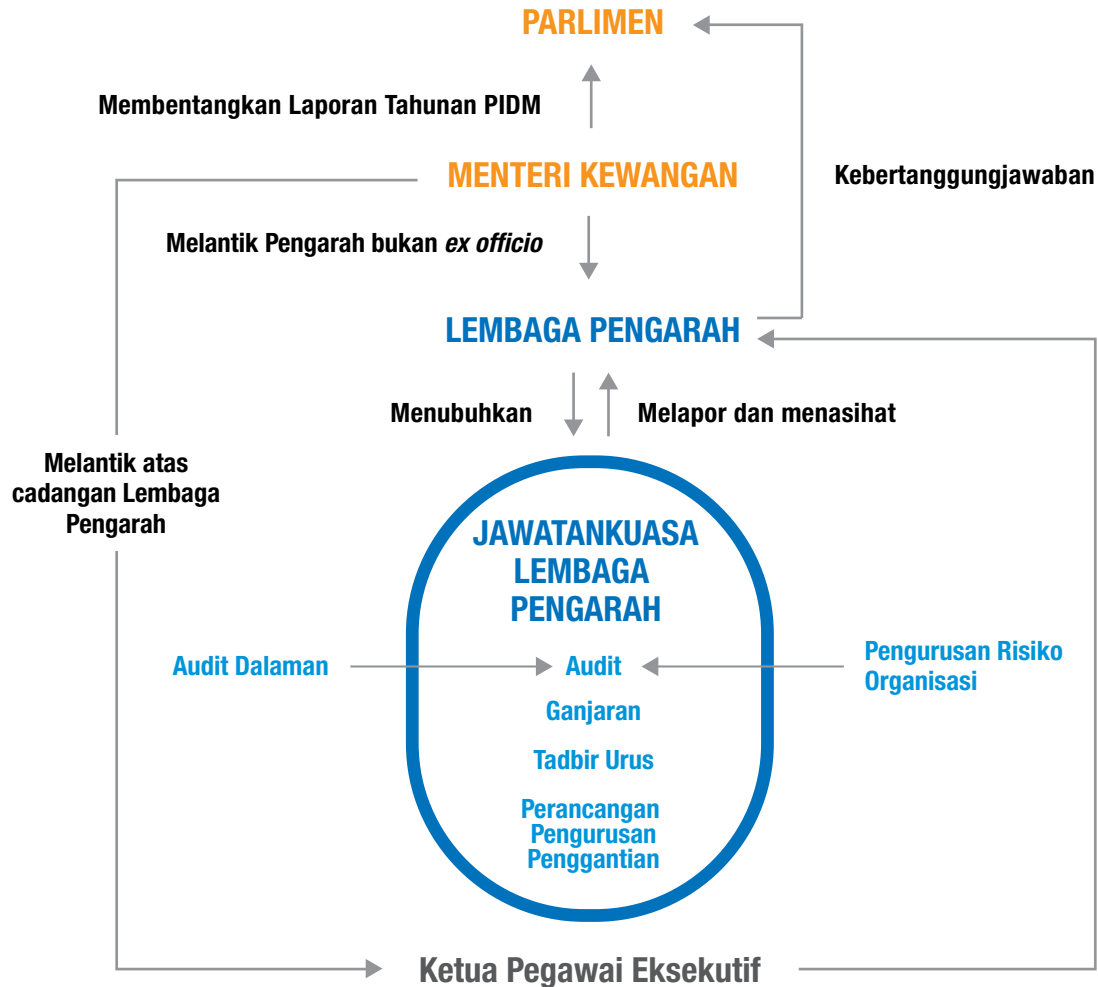 PARLIMEN
Membentangkan Laporan Tahunan PIDM
MENTERI KEWANGAN
Kebertanggungjawaban
Melantik Pengarah bukan ex officio
LEMBAGA PENGARAH
Menubuhkan
Melapor dan menasihat
Melantik atas
cadangan Lembaga
Pengarah
JAWATANKUASA
LEMBAGA
PENGARAH
Audit Dalaman
Audit
Pengurusan Risiko
Organisasi
Ganjaran
Tadbir Urus
Perancangan
Pengurusan
Penggantian
Ketua Pegawai Eksekutif